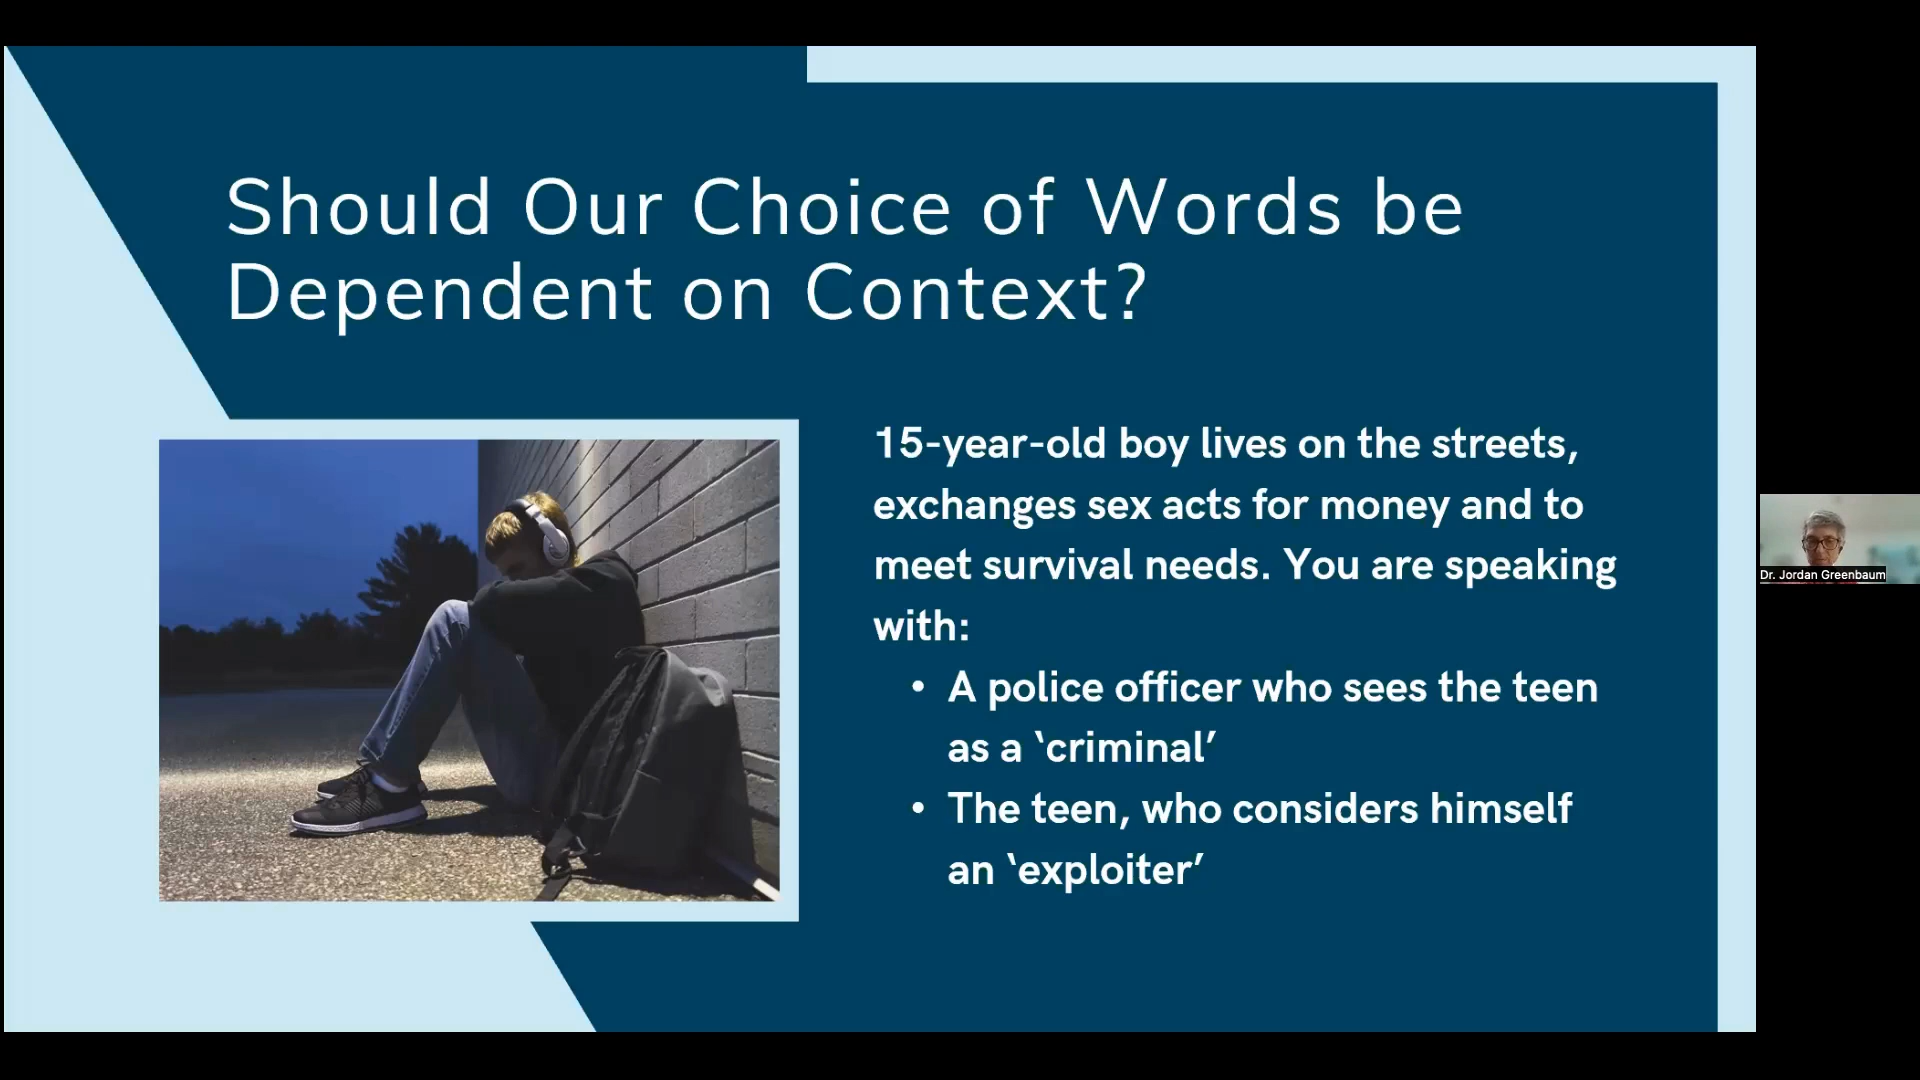 Should Our Choice of Words be
Dependent on Context?
15-year-old boy lives on the streets,
exchanges sex acts for money and to
meet survival needs. You are speaking
with:
• A police officer who sees the teen
as a ‘criminal’
• The teen, who considers himself
an ‘exploiter’
Dr. Jordan Greenbaum